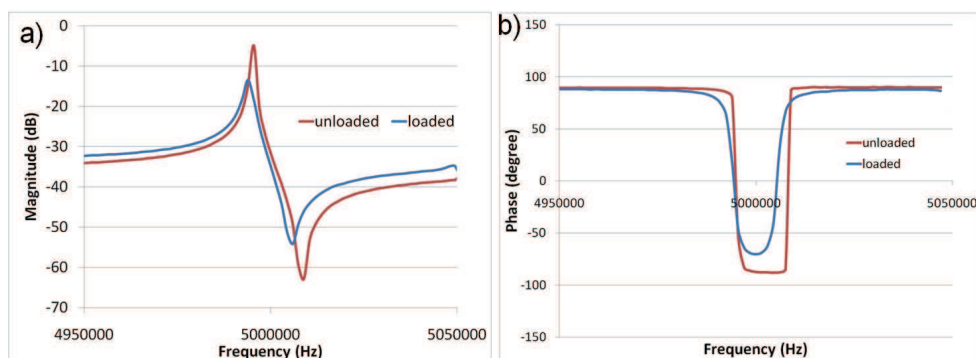 a)
0
-10
-20
-30
-40
-50
-60
-70
Magnitude (dB)
unloaded
loaded
4950000
5000000
5050000
Frequency (Hz)
b)
150
100
50
0
-50
-100
-150
Phase (degree)
unloaded
loaded
4950000
5000000
5050000
Frequency (Hz)